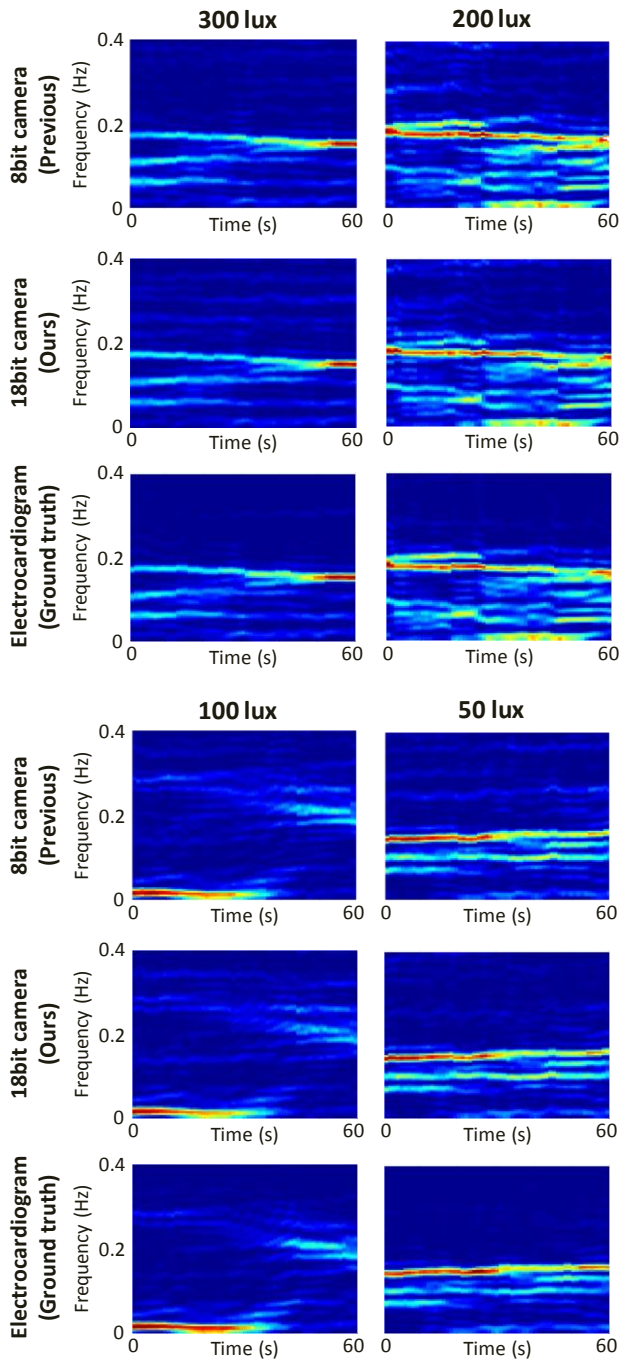 300 lux
200 lux
8bit camera
(Previous)
Frequency (Hz)
0.4
0.2
0
0
Time (s)
60
0
Time (s)
60
18bit camera
(Ours)
Frequency (Hz)
0.4
0.2
0
0
Time (s)
60
0
Time (s)
60
Electrocardiogram
(Ground truth)
Frequency (Hz)
0.4
0.2
0
0
Time (s)
60
0
Time (s)
60
100 lux
50 lux
8bit camera
(Previous)
Frequency (Hz)
0.4
0.2
0
0
Time (s)
60
0
Time (s)
60
18bit camera
(Ours)
Frequency (Hz)
0.4
0.2
0
0
Time (s)
60
0
Time (s)
60
Electrocardiogram
(Ground truth)
Frequency (Hz)
0.4
0.2
0
0
Time (s)
60
0
Time (s)
60